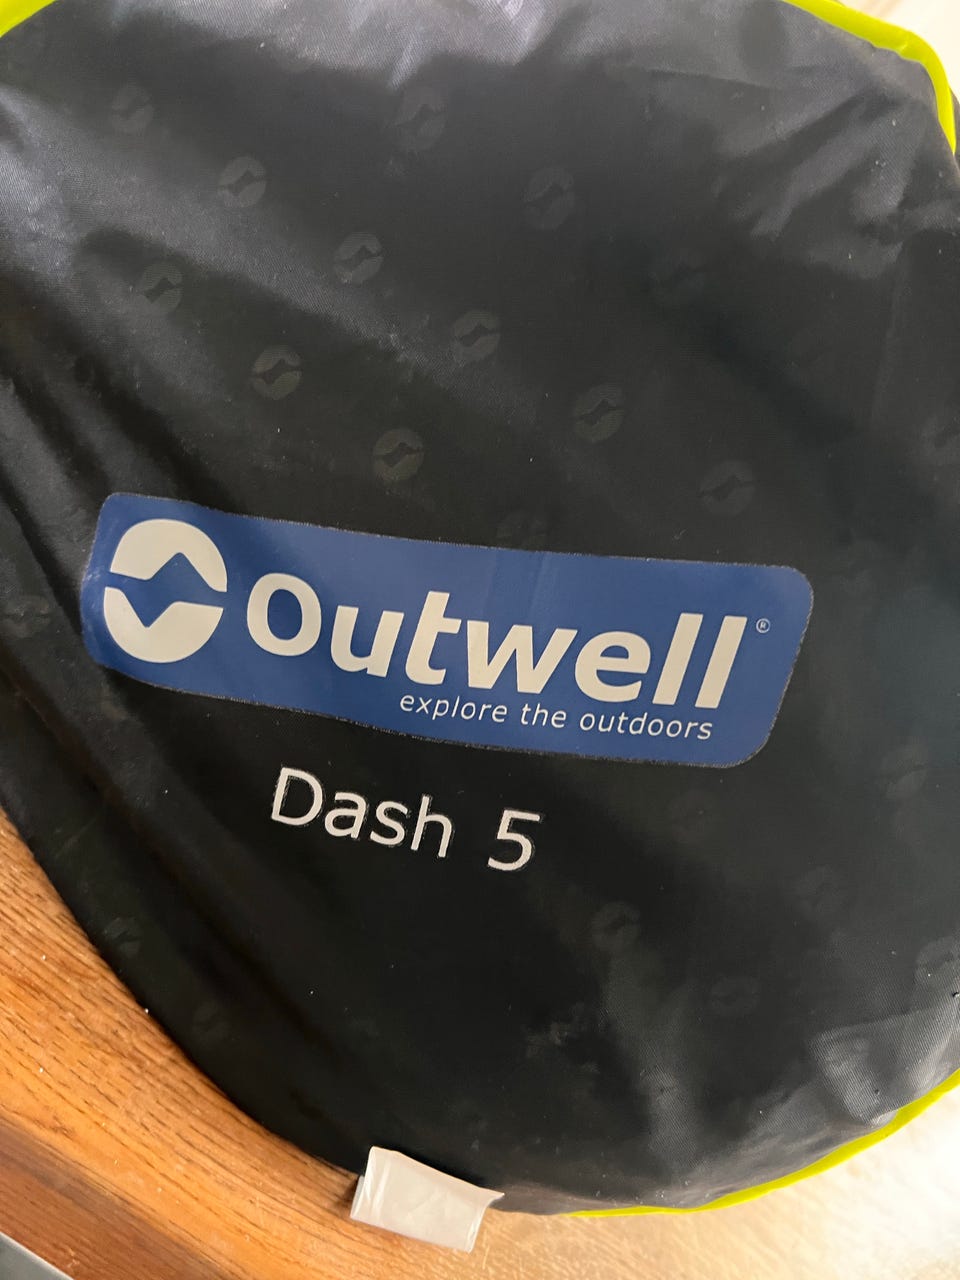 Outwell®
explore the outdoors
Dash 5